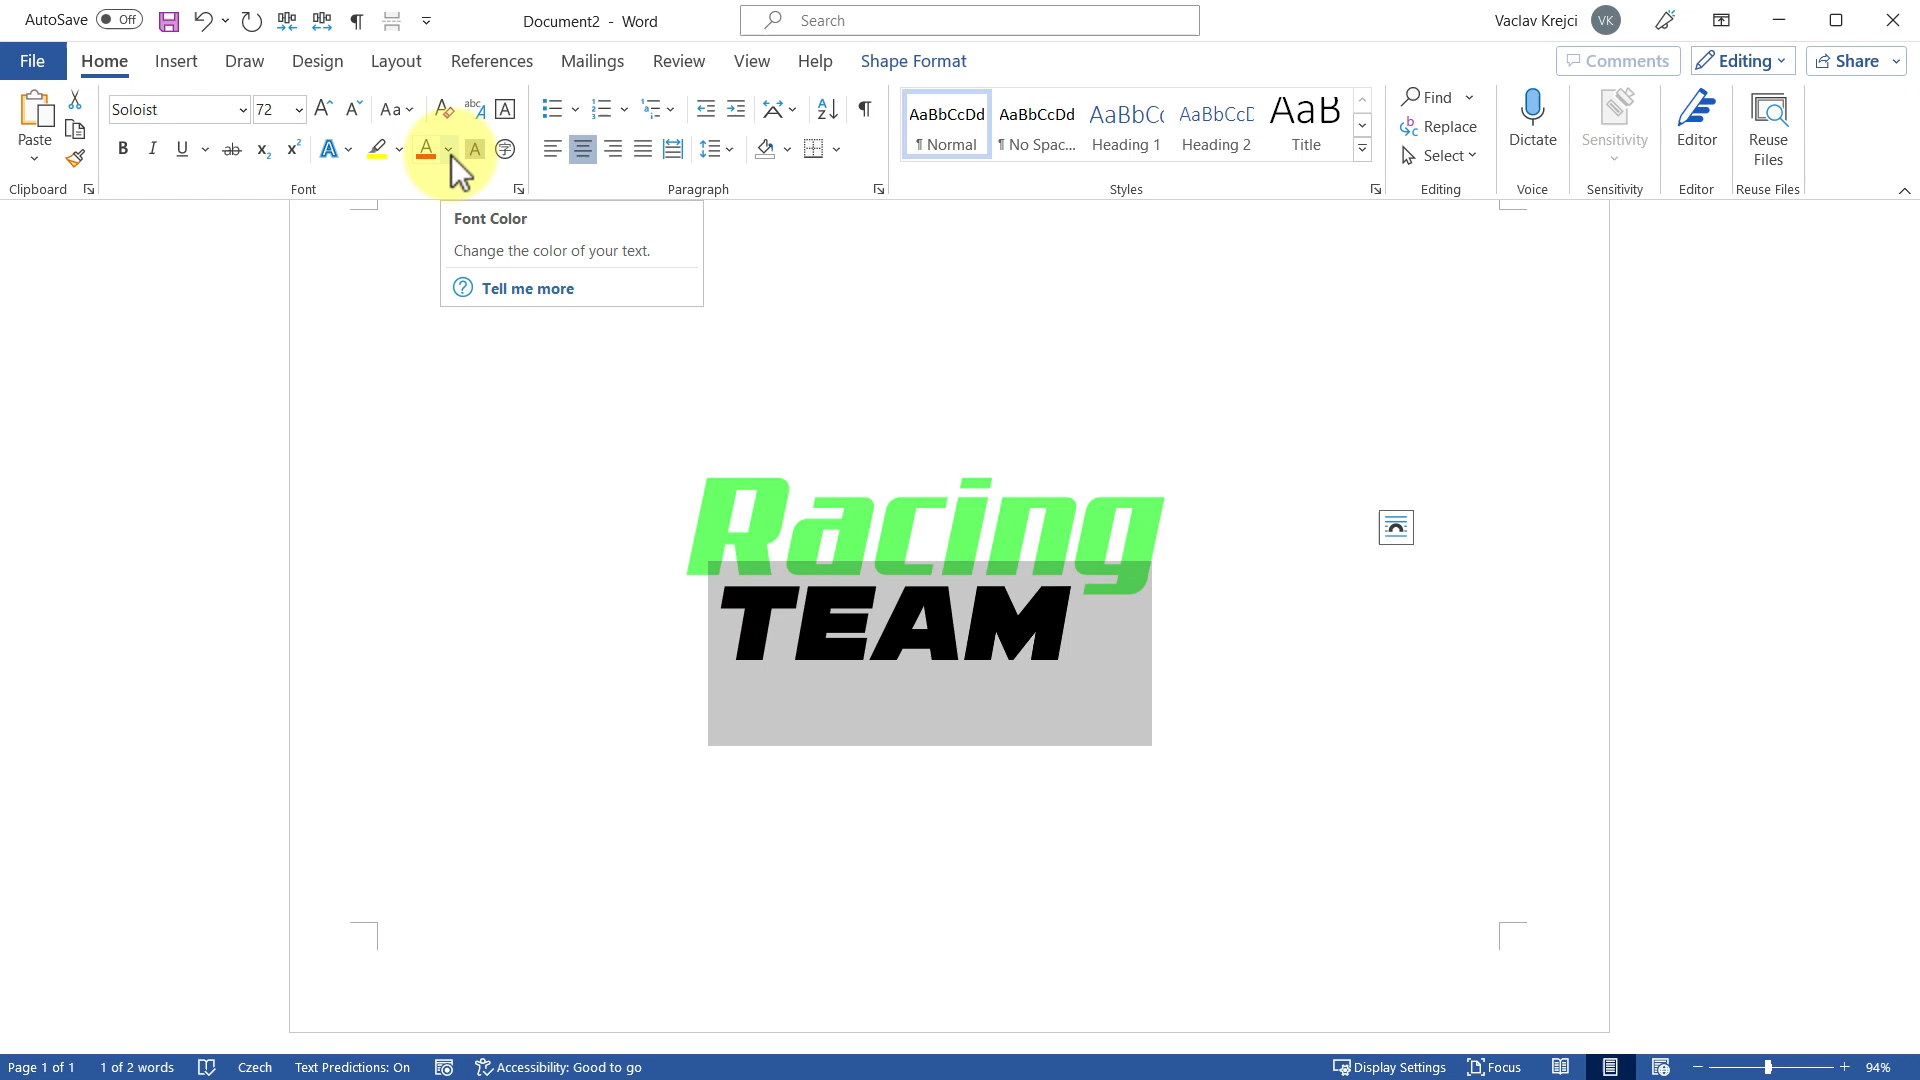 AutoSave Off Document2 - Word Search Vaclav Krejci VK
File Home Insert Draw Design Layout References Mailings Review View Help Shape Format Comments Editing Share
Paste
Clipboard
Soloist 72 Aa
Font
Paragraph
AaBbCcDd AaBbCcDd AaBbCc AaBbCcD AaB
¶ Normal ¶ No Spac... Heading 1 Heading 2 Title
Styles
Find
Replace
Select
Editing
Dictate
Voice
Sensitivity
Sensitivity
Editor
Editor
Reuse
Files
Reuse Files
Font Color
Change the color of your text.
Tell me more
Racing
TEAM
Page 1 of 1 1 of 2 words Czech Text Predictions: On Accessibility: Good to go Display Settings Focus 94%